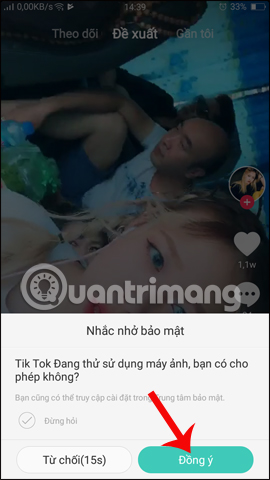 0,00KB/s
14:39
33%
Theo dõi Đề xuất Gần tôi
1,1w
Quantrimang
Nhắc nhở bảo mật
Tik Tok Đang thử sử dụng máy ảnh, bạn có cho
phép không?
Bạn cũng có thể truy cập cài đặt trong trung tâm bảo mật.
Đừng hỏi
Từ chối(15s)
Đồng ý